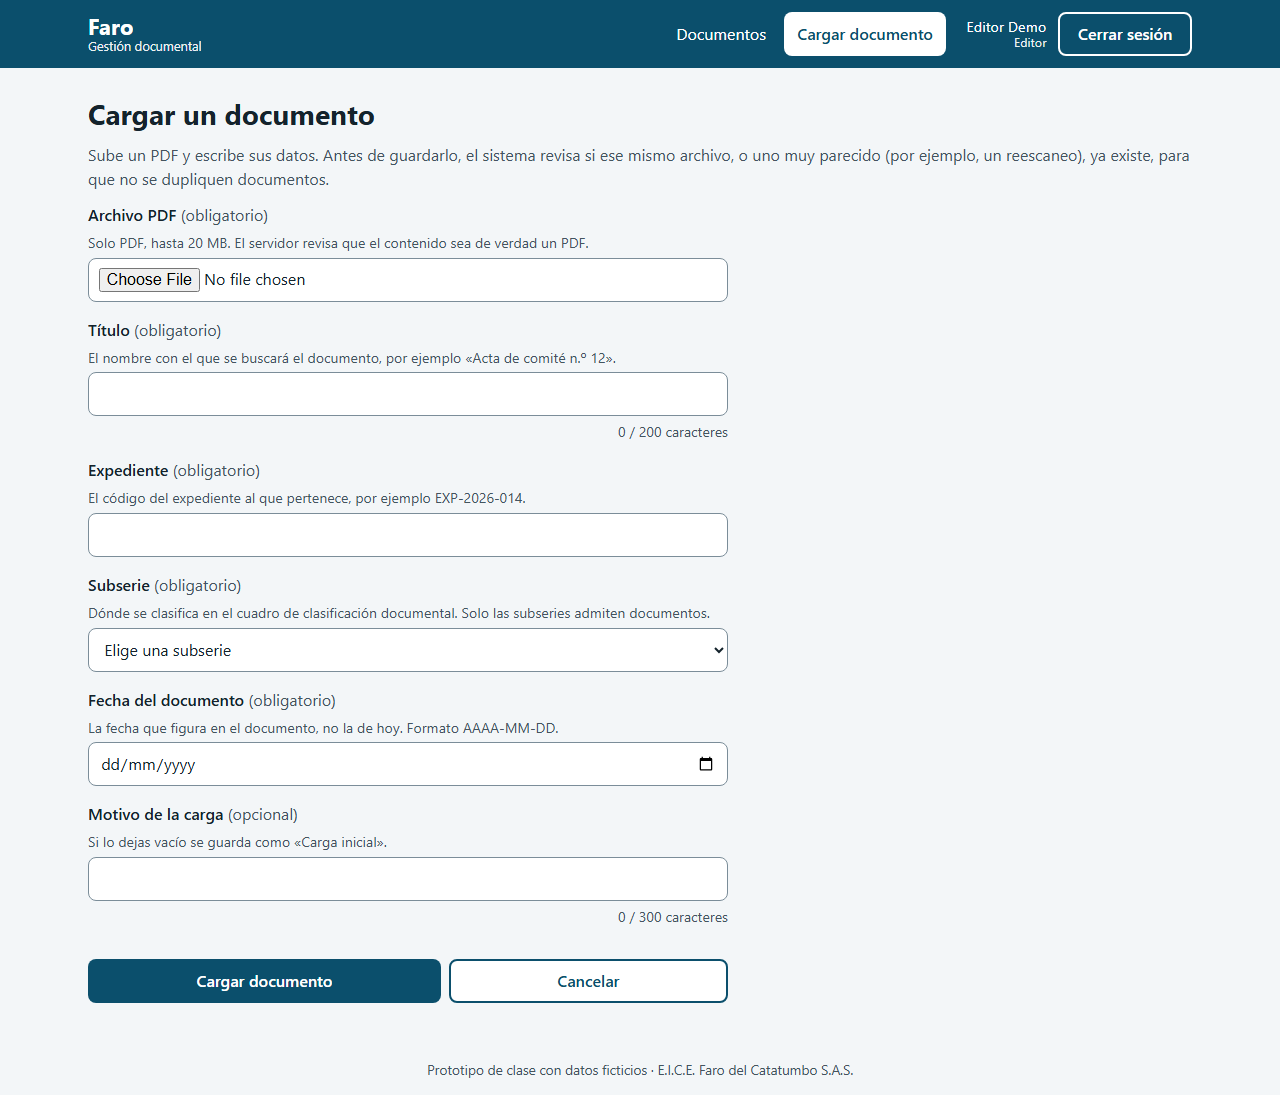 Faro
Gestión documental
Documentos
Cargar documento
Editor Demo
Editor
Cerrar sesión
Cargar un documento
Sube un PDF y escribe sus datos. Antes de guardarlo, el sistema revisa si ese mismo archivo, o uno muy parecido (por ejemplo, un reescaneo), ya existe, para
que no se dupliquen documentos.
Archivo PDF (obligatorio)
Solo PDF, hasta 20 MB. El servidor revisa que el contenido sea de verdad un PDF.
Choose File No file chosen
Título (obligatorio)
El nombre con el que se buscará el documento, por ejemplo «Acta de comité n.º 12».
0 / 200 caracteres
Expediente (obligatorio)
El código del expediente al que pertenece, por ejemplo EXP-2026-014.
Subserie (obligatorio)
Dónde se clasifica en el cuadro de clasificación documental. Solo las subseries admiten documentos.
Elige una subserie
Fecha del documento (obligatorio)
La fecha que figura en el documento, no la de hoy. Formato AAAA-MM-DD.
dd/mm/yyyy
Motivo de la carga (opcional)
Si lo dejas vacío se guarda como «Carga inicial».
0 / 300 caracteres
Cargar documento
Cancelar
Prototipo de clase con datos ficticios · E.I.C.E. Faro del Catatumbo S.A.S.